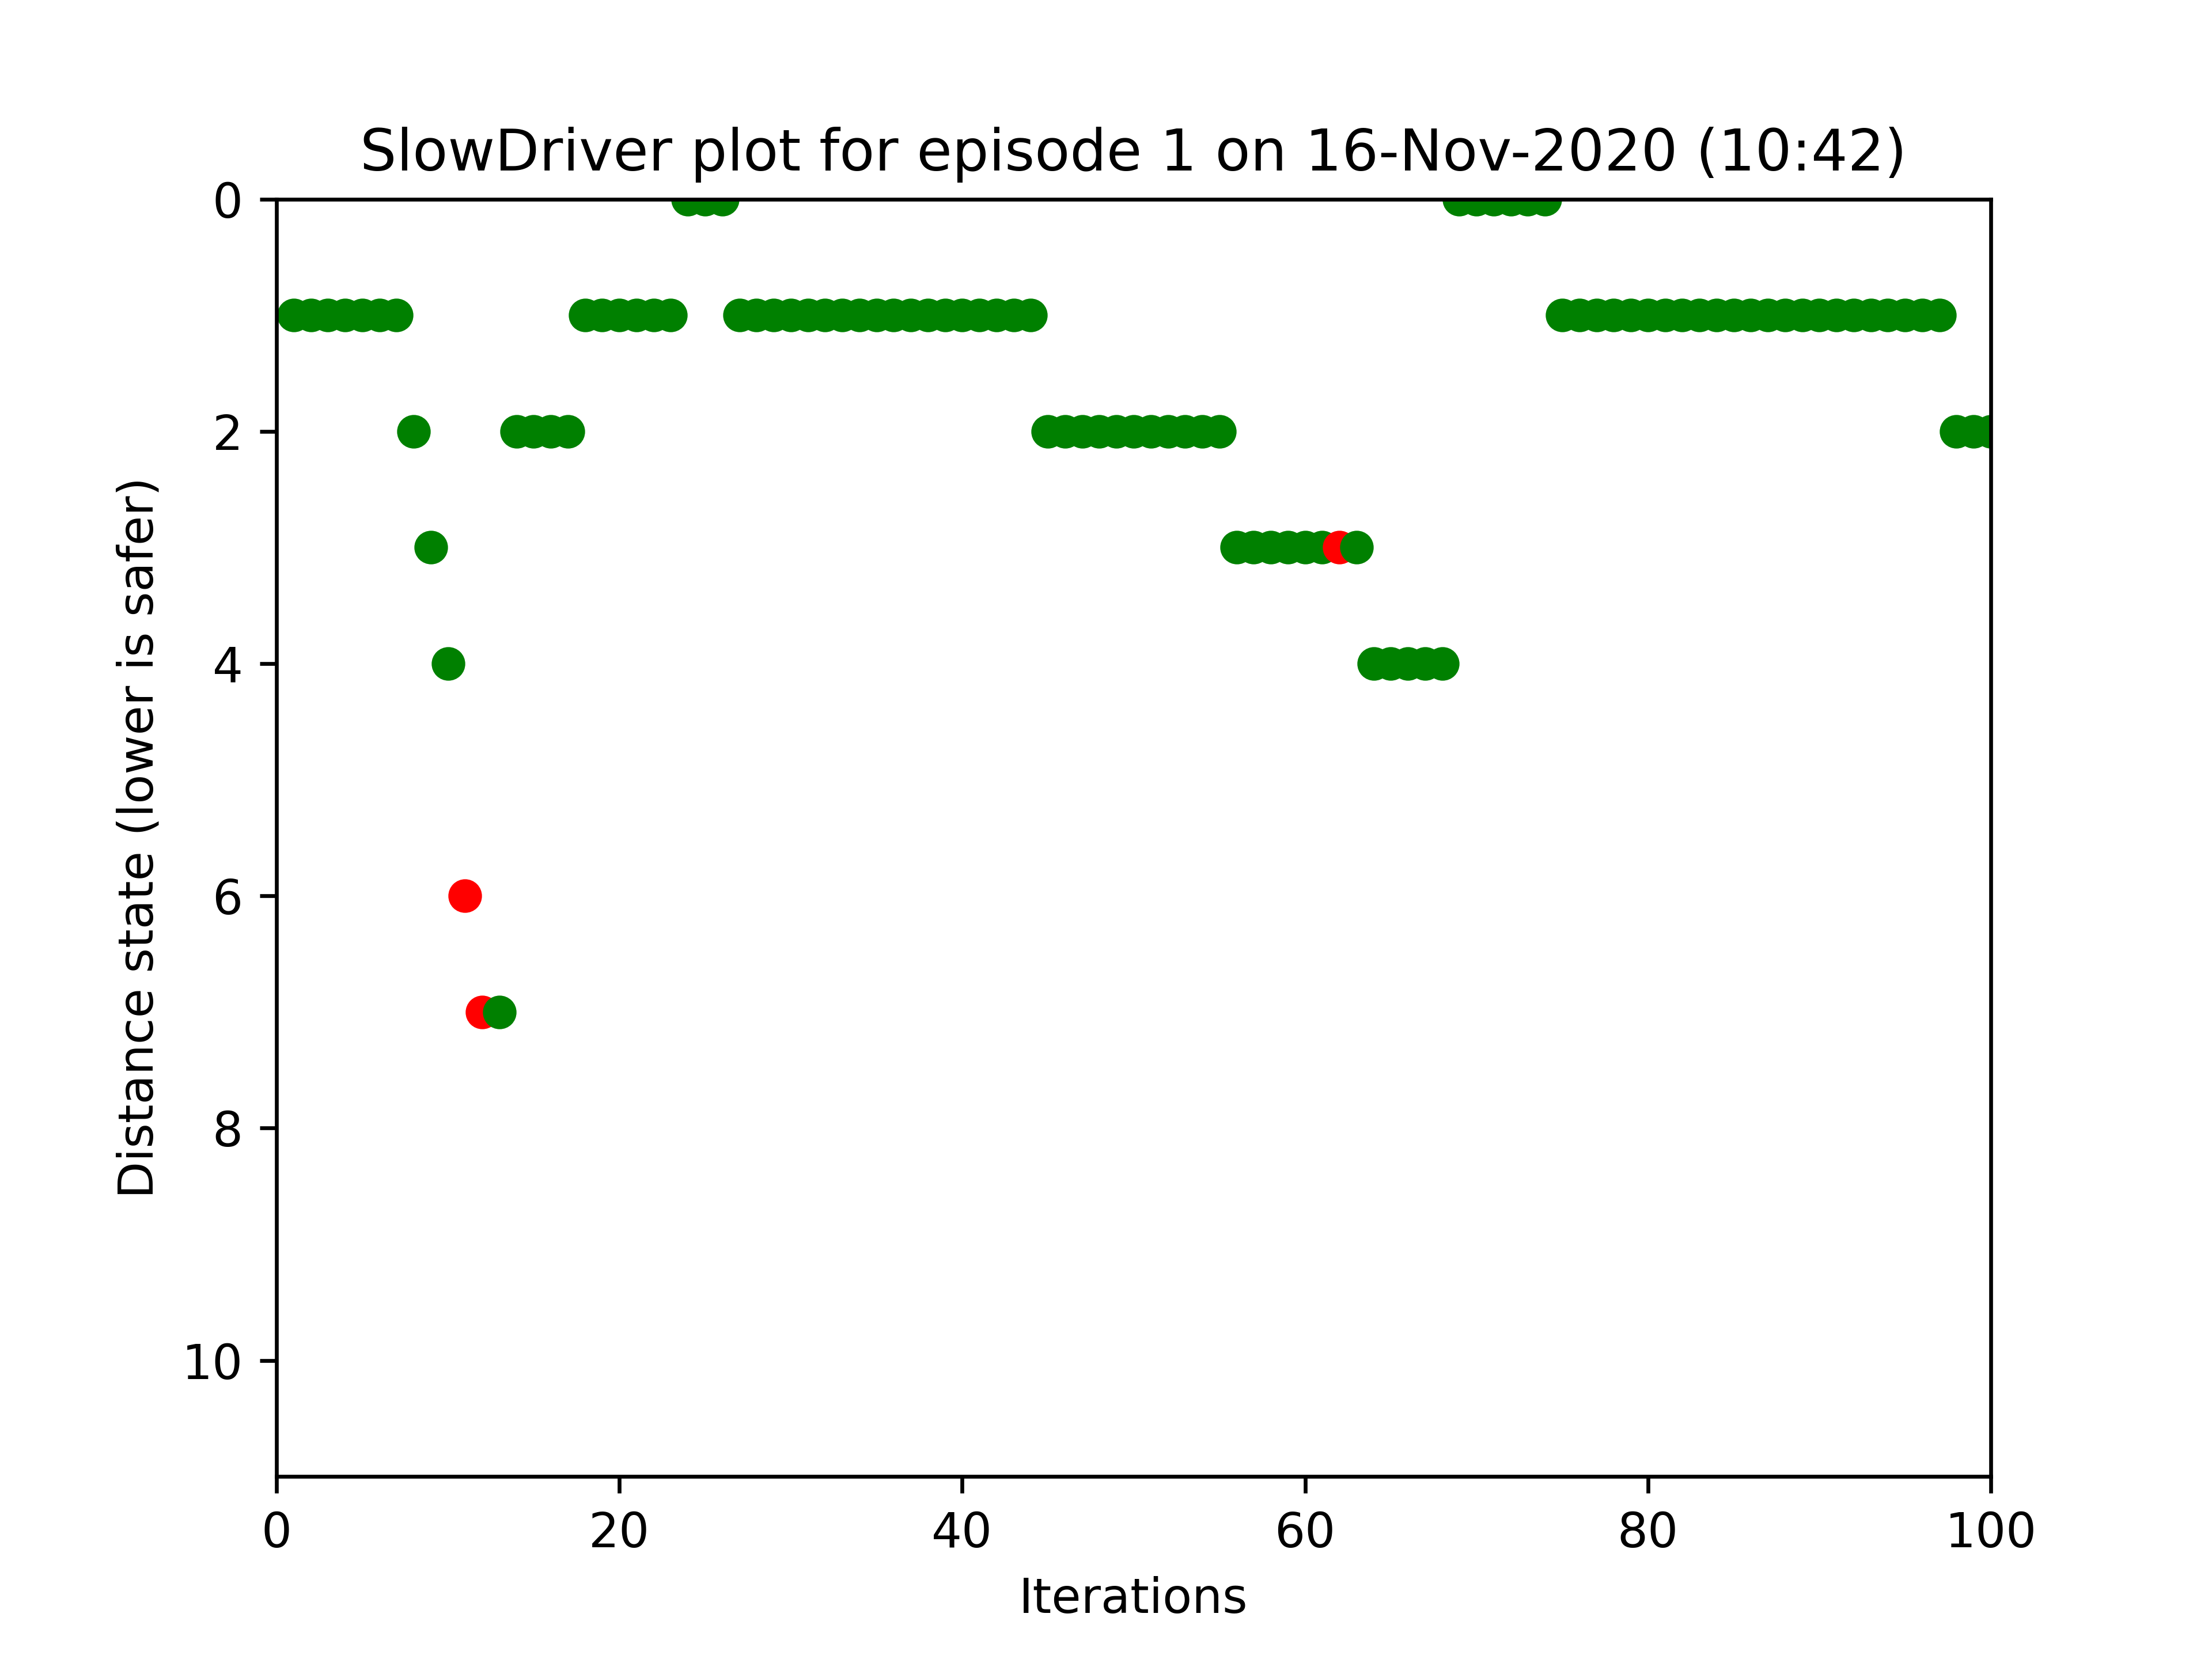 SlowDriver plot for episode 1 on 16-Nov-2020 (10:42)
Distance state (lower is safer)
0
2
4
6
8
10
0 20 40 60 80 100
Iterations